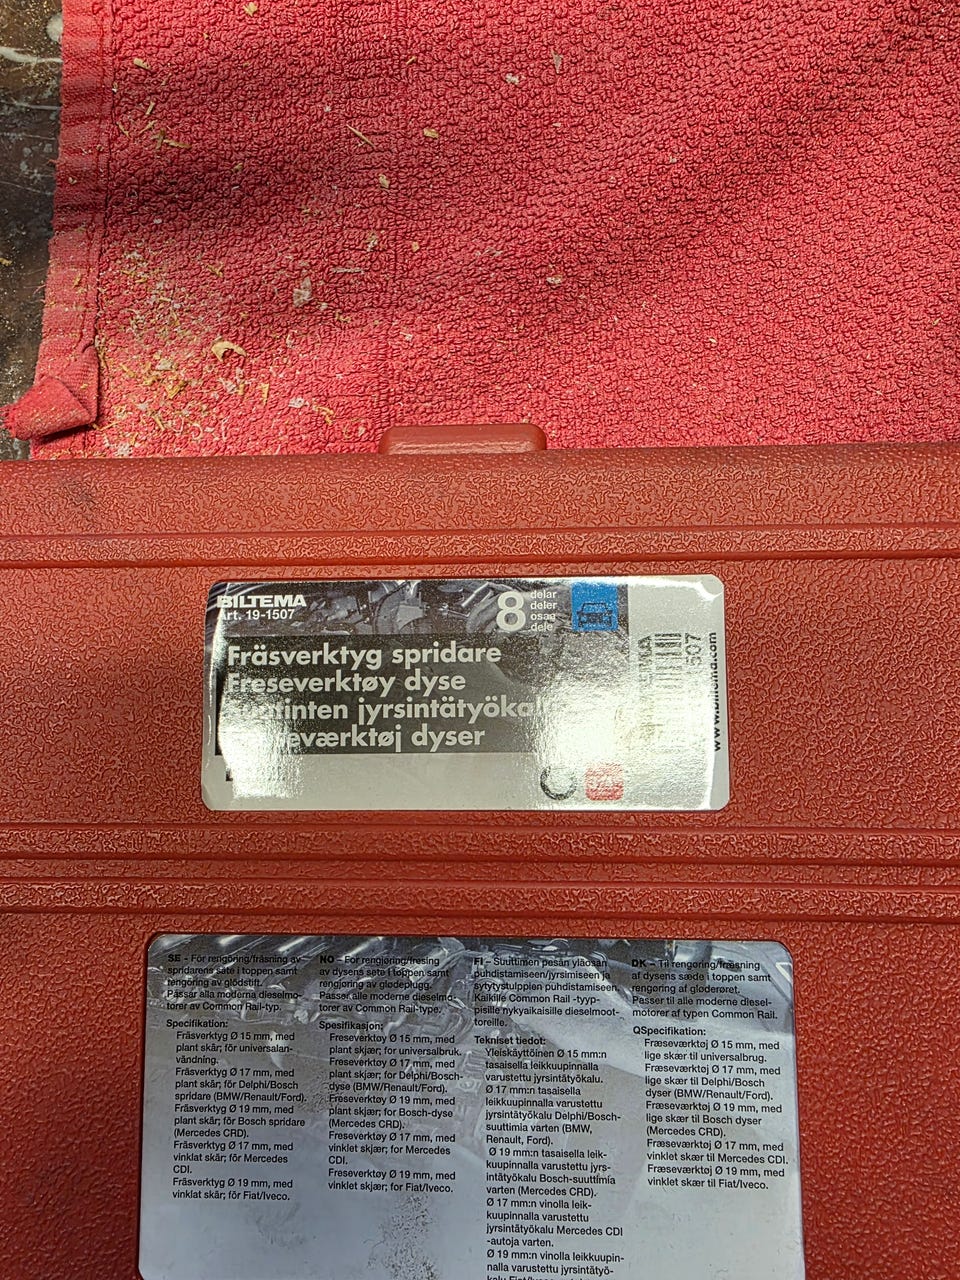 BILTEMA
Art. 19-1507
8
delar
deler
osaa
dele
Fräsverktyg spridare
Freseverktøy dyse
jyrsintätyökal
dyser
507
www.biltema.com
SE - För rengöring/fräsning av
spridarens säte i toppen samt
rengöring av glödstift.
Passar alla moderna dieselmo-
torer av Common Rail-typ.
Specifikation:
Fräsverktyg Ø 15 mm, med
plant skär; för universalan-
vändning.
Fräsverktyg Ø 17 mm, med
plant skär; för Delphi/Bosch
spridare (BMW/Renault/Ford).
Fräsverktyg Ø 19 mm, med
plant skär; för Bosch spridare
(Mercedes CRD).
Fräsverktyg Ø 17 mm, med
vinklat skär; för Mercedes
CDI.
Fräsverktyg Ø 19 mm, med
vinklat skär; för Fiat/Iveco.
NO - For rengjøring/fresing
av dysens sete i toppen samt
rengjøring av glødeplugg.
Passer alle moderne dieselmo-
torer av Common Rail-type.
Spesifikasjon:
Freseverktøy Ø 15 mm, med
plant skjær; for universalbruk.
Freseverktøy Ø 17 mm, med
plant skjær; for Delphi/Bosch-
dyse (BMW/Renault/Ford).
Freseverktøy Ø 19 mm, med
plant skjær; for Bosch-dyse
(Mercedes CRD).
Freseverktøy Ø 17 mm, med
vinklet skjær; for Mercedes
CDI.
Freseverktøy Ø 19 mm, med
vinklet skjær; for Fiat/Iveco.
FI - Suuttimen pesän yläosan
puhdistamiseen/jyrsimiseen ja
sytytystulppien puhdistamiseen.
Kaikille Common Rail -typ-
pisille nykyaikaisille dieselmoot-
toreille.
Tekniset tiedot:
Yleiskäyttöinen Ø 15 mm:n
tasaisella leikkuupinnalla
varustettu jyrsintätyökalu.
Ø 17 mm:n tasaisella
leikkuupinnalla varustettu
jyrsintätyökalu Delphi/Bosch-
suuttimia varten (BMW,
Renault, Ford).
Ø 19 mm:n tasaisella leik-
kuupinnalla varustettu jyrs-
intätyökalu Bosch-suuttimia
varten (Mercedes CRD).
Ø 17 mm:n vinolla leik-
kuupinnalla varustettu
jyrsintätyökalu Mercedes CDI
-autoja varten.
Ø 19 mm:n vinolla leikkuupin-
nalla varustettu jyrsintätyö-
kalu Fiat/Iveco
DK - Til rengøring/fræsning
af dysens sæde i toppen samt
rengøring af gløderøret.
Passer til alle moderne diesel-
motorer af typen Common Rail.
QSpecifikation:
Fræseværktøj Ø 15 mm, med
lige skær til universalbrug.
Fræseværktøj Ø 17 mm, med
lige skær til Delphi/Bosch
dyser (BMW/Renault/Ford).
Fræseværktøj Ø 19 mm, med
lige skær til Bosch dyser
(Mercedes CRD).
Fræseværktøj Ø 17 mm, med
vinklet skær til Mercedes CDI.
Fræseværktøj Ø 19 mm, med
vinklet skær til Fiat/Iveco.